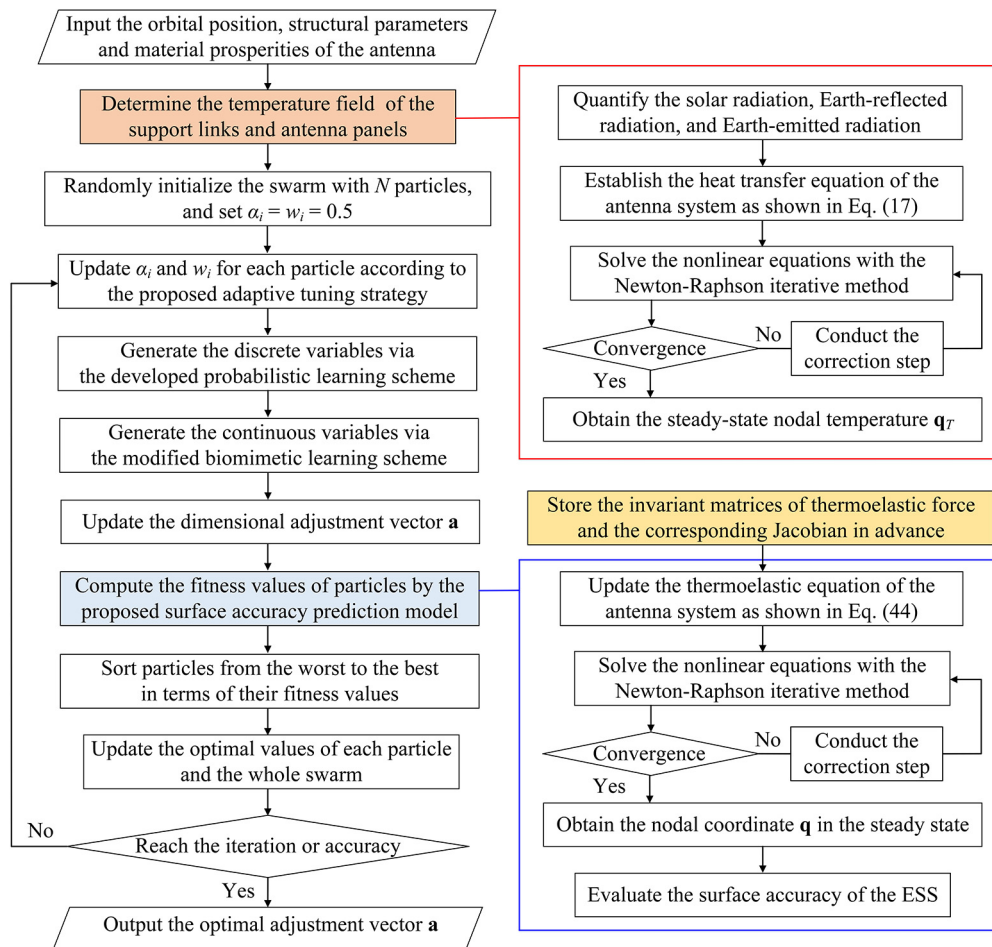 Input the orbital position, structural parameters
and material prosperities of the antenna
Determine the temperature field of the
support links and antenna panels
Randomly initialize the swarm with N particles,
and set αi = wi = 0.5
Update αi and wi for each particle according to
the proposed adaptive tuning strategy
Generate the discrete variables via
the developed probabilistic learning scheme
Generate the continuous variables via
the modified biomimetic learning scheme
Update the dimensional adjustment vector a
Compute the fitness values of particles by the
proposed surface accuracy prediction model
Sort particles from the worst to the best
in terms of their fitness values
Update the optimal values of each particle
and the whole swarm
No
Reach the iteration or accuracy
Yes
Output the optimal adjustment vector a
Quantify the solar radiation, Earth-reflected
radiation, and Earth-emitted radiation
Establish the heat transfer equation of the
antenna system as shown in Eq. (17)
Solve the nonlinear equations with the
Newton-Raphson iterative method
Convergence
No
Conduct the
correction step
Yes
Obtain the steady-state nodal temperature qT
Store the invariant matrices of thermoelastic force
and the corresponding Jacobian in advance
Update the thermoelastic equation of the
antenna system as shown in Eq. (44)
Solve the nonlinear equations with the
Newton-Raphson iterative method
Convergence
No
Conduct the
correction step
Yes
Obtain the nodal coordinate q in the steady state
Evaluate the surface accuracy of the ESS